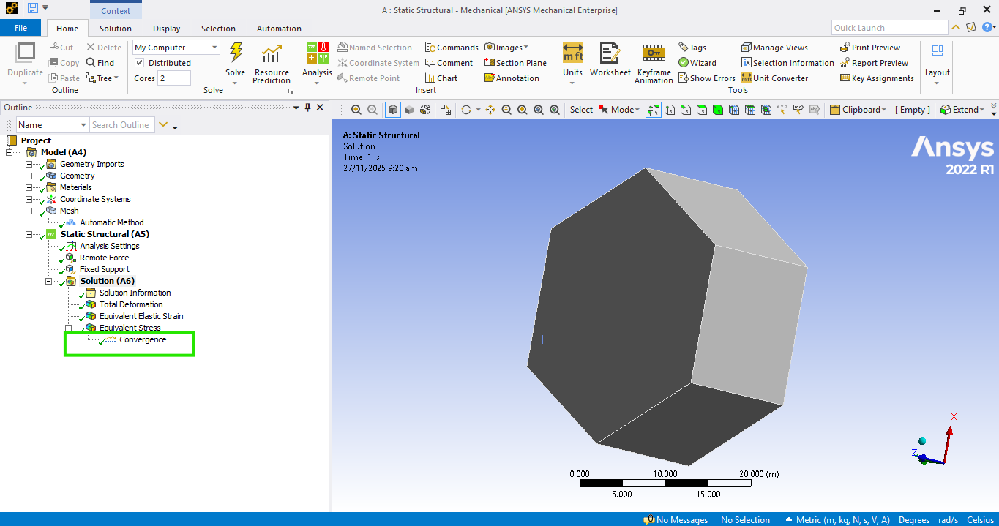 Context
A : Static Structural - Mechanical [ANSYS Mechanical Enterprise]
File Home Solution Display Selection Automation Quick Launch
Duplicate Cut Copy Paste Delete Find Tree Outline
My Computer Distributed Cores 2 Solve Resource Prediction Solve
Analysis Named Selection Coordinate System Remote Point Commands Comment Chart Images Section Plane Annotation Insert
Units Worksheet Keyframe Animation Tags Wizard Show Errors Manage Views Selection Information Unit Converter Print Preview Report Preview Key Assignments Tools
Layout
Outline
Name Search Outline
Select Mode Clipboard [ Empty ] Extend
Project
Model (A4)
Geometry Imports
Geometry
Materials
Coordinate Systems
Mesh
Automatic Method
Static Structural (A5)
Analysis Settings
Remote Force
Fixed Support
Solution (A6)
Solution Information
Total Deformation
Equivalent Elastic Strain
Equivalent Stress
Convergence
A: Static Structural
Solution
Time: 1. s
27/11/2025 9:20 am
Ansys
2022 R1
X
Z
0.000 10.000 20.000 (m)
5.000 15.000
0 No Messages No Selection Metric (m, kg, N, s, V, A) Degrees rad/s Celsius